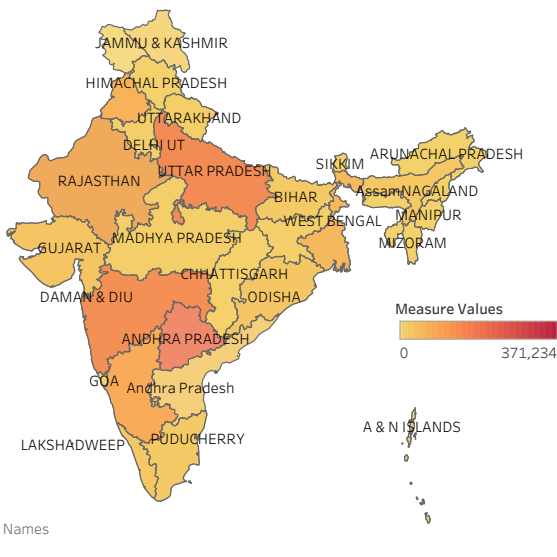 JAMMU & KASHMIR
HIMACHAL PRADESH
UTTARAKHAND
DELHI UT
ARUNACHAL PRADESH
SIKKIM
UTTAR PRADESH
RAJASTHAN
Assam
NAGALAND
BIHAR
MANIPUR
WEST BENGAL
MADHYA PRADESH
MIZORAM
GUJARAT
CHHATTISGARH
DAMAN & DIU
ODISHA
Measure Values
0
371,234
ANDHRA PRADESH
GOA
Andhra Pradesh
A & N ISLANDS
PUDUCHERRY
LAKSHADWEEP
Names